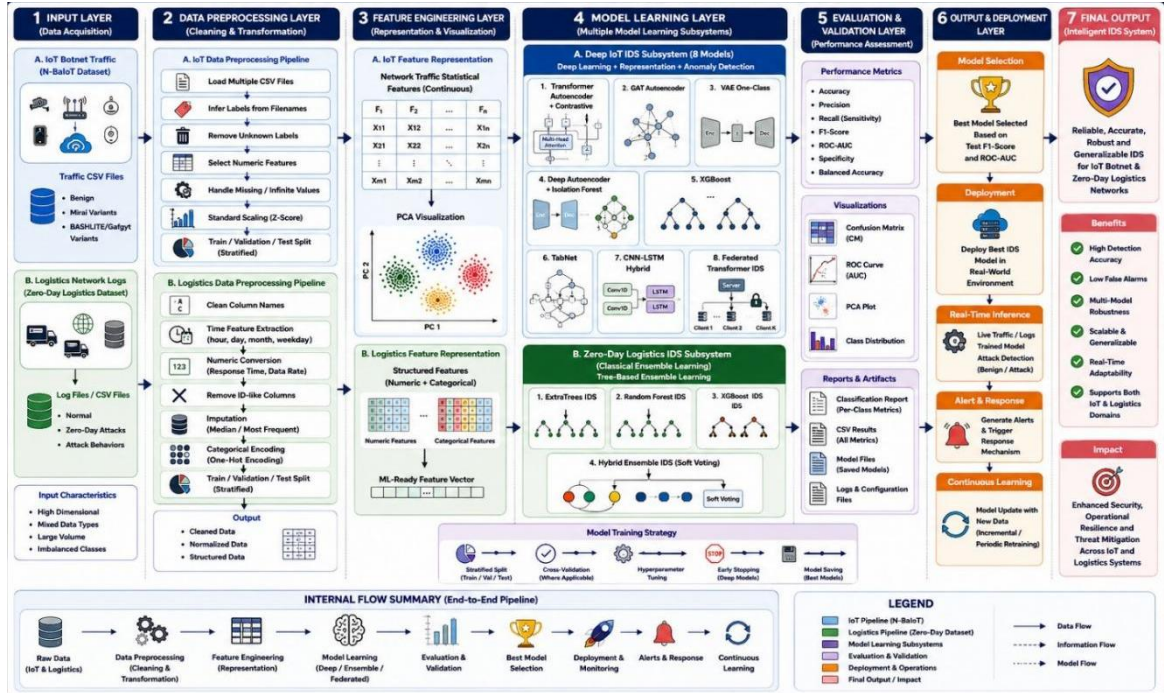 1 INPUT LAYER
(Data Acquisition)
A. IoT Botnet Traffic
(N-BaIoT Dataset)
Traffic CSV Files
• Benign
• Mirai Variants
• BASHLITE/Gafgyt
Variants
B. Logistics Network Logs
(Zero-Day Logistics Dataset)
Log Files / CSV Files
• Normal
• Zero-Day Attacks
• Attack Behaviors
Input Characteristics
• High Dimensional
• Mixed Data Types
• Large Volume
• Imbalanced Classes
2 DATA PREPROCESSING LAYER
(Cleaning & Transformation)
A. IoT Data Preprocessing Pipeline
Load Multiple CSV Files
Infer Labels from Filenames
Remove Unknown Labels
Select Numeric Features
Handle Missing / Infinite Values
Standard Scaling (Z-Score)
Train / Validation / Test Split
(Stratified)
B. Logistics Data Preprocessing Pipeline
A
C
Clean Column Names
Time Feature Extraction
(hour, day, month, weekday)
123
Numeric Conversion
(Response Time, Data Rate)
Remove ID-like Columns
Imputation
(Median / Most Frequent)
Categorical Encoding
(One-Hot Encoding)
Train / Validation / Test Split
(Stratified)
Output
• Cleaned Data
• Normalized Data
• Structured Data
3 FEATURE ENGINEERING LAYER
(Representation & Visualization)
A. IoT Feature Representation
Network Traffic Statistical
Features (Continuous)
F1 F2 ... Fn
X11 X12 ... X1n
X21 X22 ... X2n
⋮ ⋮ ⋱ ⋮
Xm1 Xm2 ... Xmn
PCA Visualization
PC 2
PC 1
B. Logistics Feature Representation
Structured Features
(Numeric + Categorical)
Numeric Features
Categorical Features
ML-Ready Feature Vector
...
4 MODEL LEARNING LAYER
(Multiple Model Learning Subsystems)
A. Deep IoT IDS Subsystem (8 Models)
Deep Learning + Representation + Anomaly Detection
1. Transformer
Autoencoder
+ Contrastive
Multi-Head
Attention
2. GAT Autoencoder
3. VAE One-Class
Enc
Dec
4. Deep Autoencoder
+ Isolation Forest
Enc
Dec
5. XGBoost
...
6. TabNet
7. CNN-LSTM
Hybrid
Conv1D
LSTM
Conv1D
LSTM
8. Federated
Transformer IDS
Server
Client 1
Client 2
Client K
B. Zero-Day Logistics IDS Subsystem
(Classical Ensemble Learning)
Tree-Based Ensemble Learning
1. ExtraTrees IDS
2. Random Forest IDS
3. XGBoost IDS
IDS
4. Hybrid Ensemble IDS (Soft Voting)
Soft Voting
Model Training Strategy
Stratified Split
(Train / Val / Test)
Cross-Validation
(Where Applicable)
Hyperparameter
Tuning
STOP
Early Stopping
(Deep Models)
Model Saving
(Best Models)
5 EVALUATION &
VALIDATION LAYER
(Performance Assessment)
Performance Metrics
• Accuracy
• Precision
• Recall (Sensitivity)
• F1-Score
• ROC-AUC
• Specificity
• Balanced Accuracy
Visualizations
Confusion Matrix
(CM)
ROC Curve
(AUC)
PCA Plot
Class Distribution
Reports & Artifacts
Classification Report
(Per-Class Metrics)
CSV Results
(All Metrics)
Model Files
(Saved Models)
Logs & Configuration
Files
6 OUTPUT & DEPLOYMENT
LAYER
Model Selection
Best Model Selected
Based on
Test F1-Score
and ROC-AUC
Deployment
Deploy Best IDS
Model in
Real-World
Environment
Real-Time Inference
Live Traffic / Logs
Trained Model
Attack Detection
(Benign / Attack)
Alert & Response
Generate Alerts
& Trigger
Response
Mechanism
Continuous Learning
Model Update with
New Data
(Incremental /
Periodic Retraining)
7 FINAL OUTPUT
(Intelligent IDS System)
Reliable, Accurate,
Robust and
Generalizable IDS
for IoT Botnet &
Zero-Day Logistics
Networks
Benefits
High Detection
Accuracy
Low False Alarms
Multi-Model
Robustness
Scalable &
Generalizable
Real-Time
Adaptability
Supports Both
IoT & Logistics
Domains
Impact
Enhanced Security,
Operational
Resilience and
Threat Mitigation
Across IoT and
Logistics Systems
INTERNAL FLOW SUMMARY (End-to-End Pipeline)
Raw Data
(IoT & Logistics)
Data Preprocessing
(Cleaning &
Transformation)
Feature Engineering
(Representation)
Model Learning
(Deep / Ensemble /
Federated)
Evaluation &
Validation
Best Model
Selection
Deployment &
Monitoring
Alerts & Response
Continuous
Learning
LEGEND
IoT Pipeline (N-BaIoT)
Logistics Pipeline (Zero-Day Dataset)
Model Learning Subsystems
Evaluation & Validation
Deployment & Operations
Final Output / Impact
Data Flow
Information Flow
Model Flow